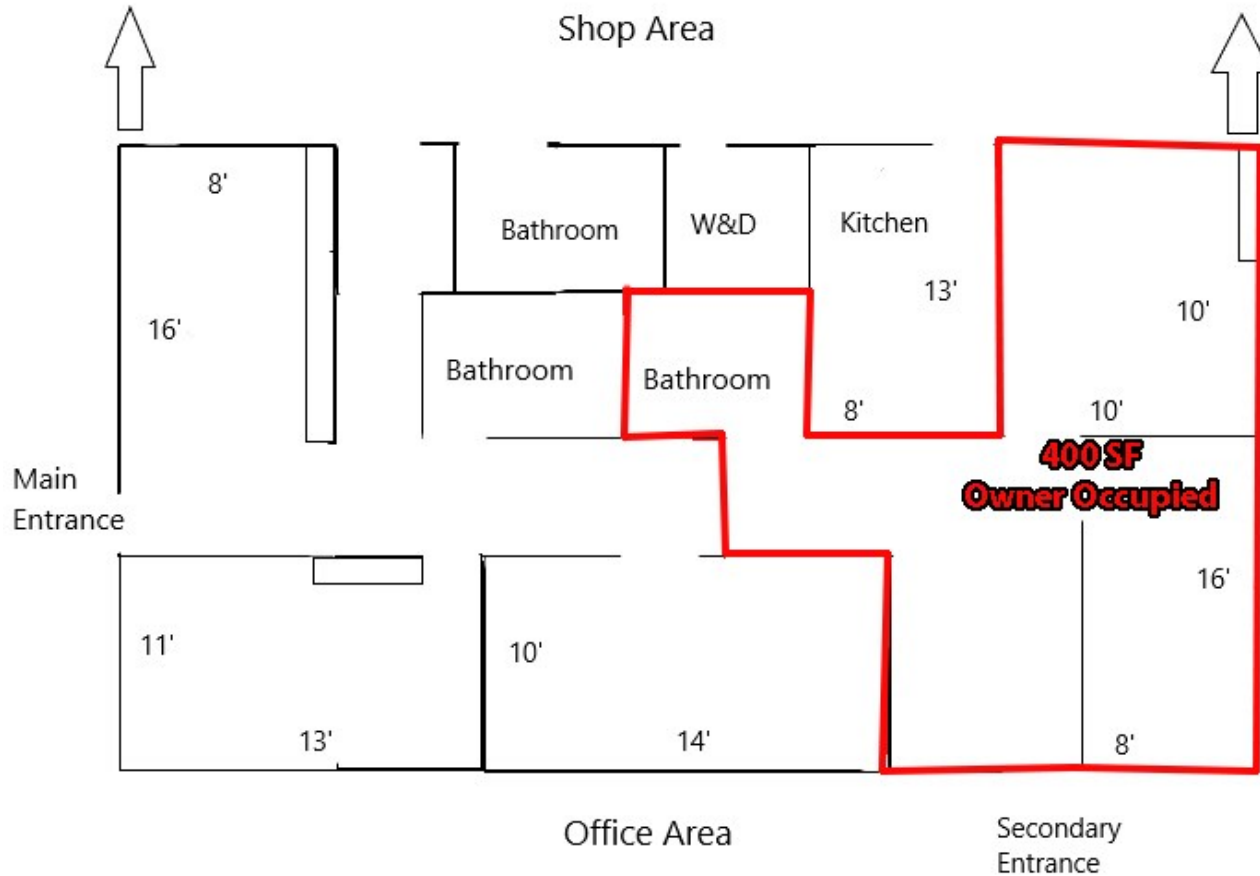 Shop Area
8'
Bathroom
W&D
Kitchen
13'
16'
10'
Bathroom
Bathroom
8'
10'
400 SF
Owner Occupied
Main
Entrance
16'
11'
10'
13'
14'
8'
Office Area
Secondary
Entrance